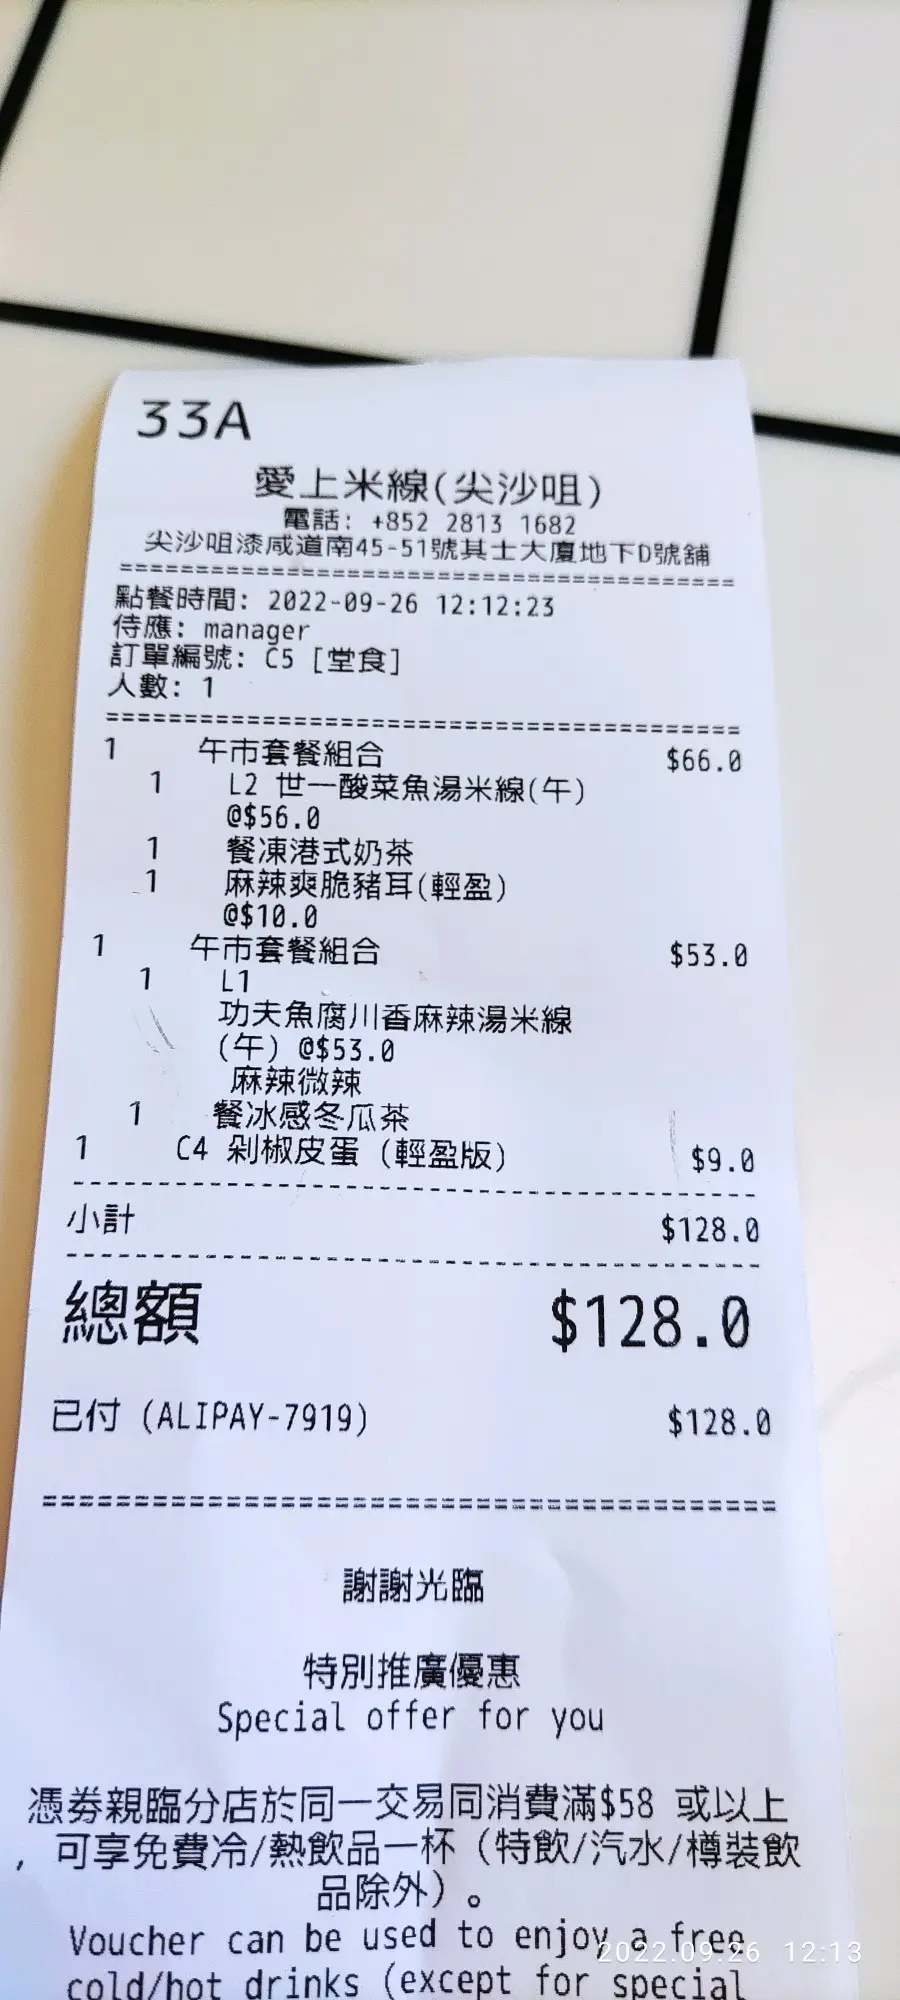 33A
愛上米線(尖沙咀)
電話: +852 2813 1682
尖沙咀漆咸道南45-51號其士大廈地下D號舖
========================================
點餐時間: 2022-09-26 12:12:23
侍應: manager
訂單編號: C5 [堂食]
人數: 1
========================================
1 午市套餐組合 $66.0
1 L2 世一酸菜魚湯米線(午)
@$56.0
1 餐凍港式奶茶
1 麻辣爽脆豬耳(輕盈)
@$10.0
1 午市套餐組合 $53.0
1 L1
功夫魚腐川香麻辣湯米線
(午) @$53.0
麻辣微辣
1 餐冰感冬瓜茶
1 C4 剁椒皮蛋 (輕盈版) $9.0
----------------------------------------
小計 $128.0
----------------------------------------
總額 $128.0
已付 (ALIPAY-7919) $128.0
========================================
謝謝光臨
特別推廣優惠
Special offer for you
憑券親臨分店於同一交易同消費滿$58 或以上
, 可享免費冷/熱飲品一杯 (特飲/汽水/樽裝飲
品除外) 。
Voucher can be used to enjoy a free
cold/hot drinks (except for special
2022.09.26 12:13